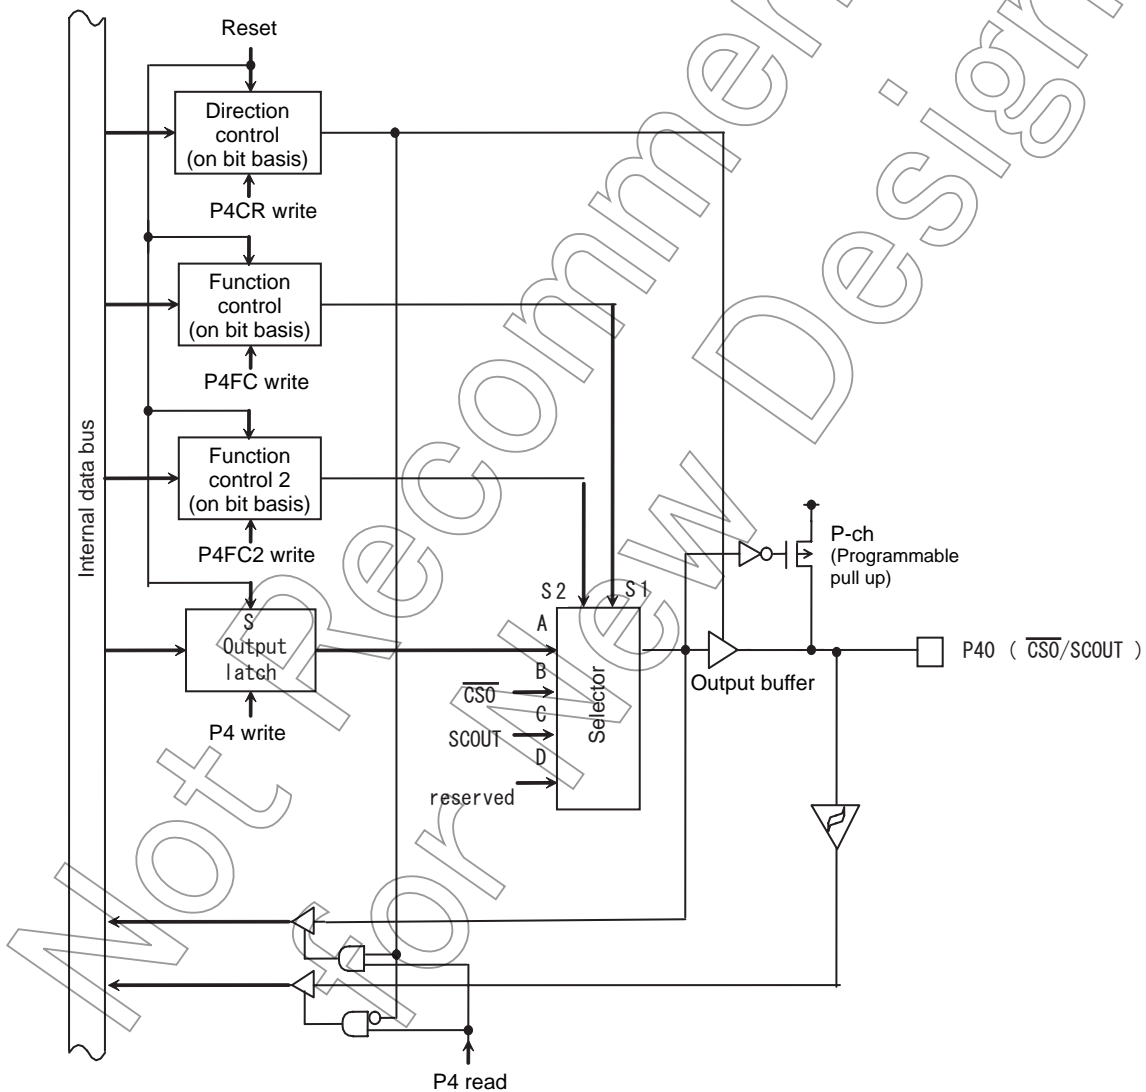 Reset
Direction
control
(on bit basis)
P4CR write
Function
control
(on bit basis)
P4FC write
Function
control 2
(on bit basis)
P4FC2 write
Internal data bus
S
Output
latch
P4 write
S2
S1
A
B
C
D
CS0
SCOUT
reserved
Selector
P-ch
(Programmable
pull up)
Output buffer
P40 ( CS0/SCOUT )
P4 read
Not Recommen
for New Design